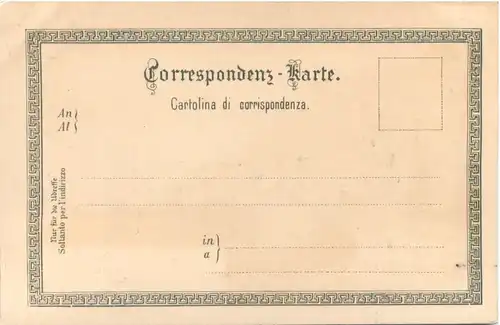 Correspondenz-Karte.
Cartolina di corrispondenza.
An
Al
in
a
Nur für die Adresse
Soltanto per l'indirizzo